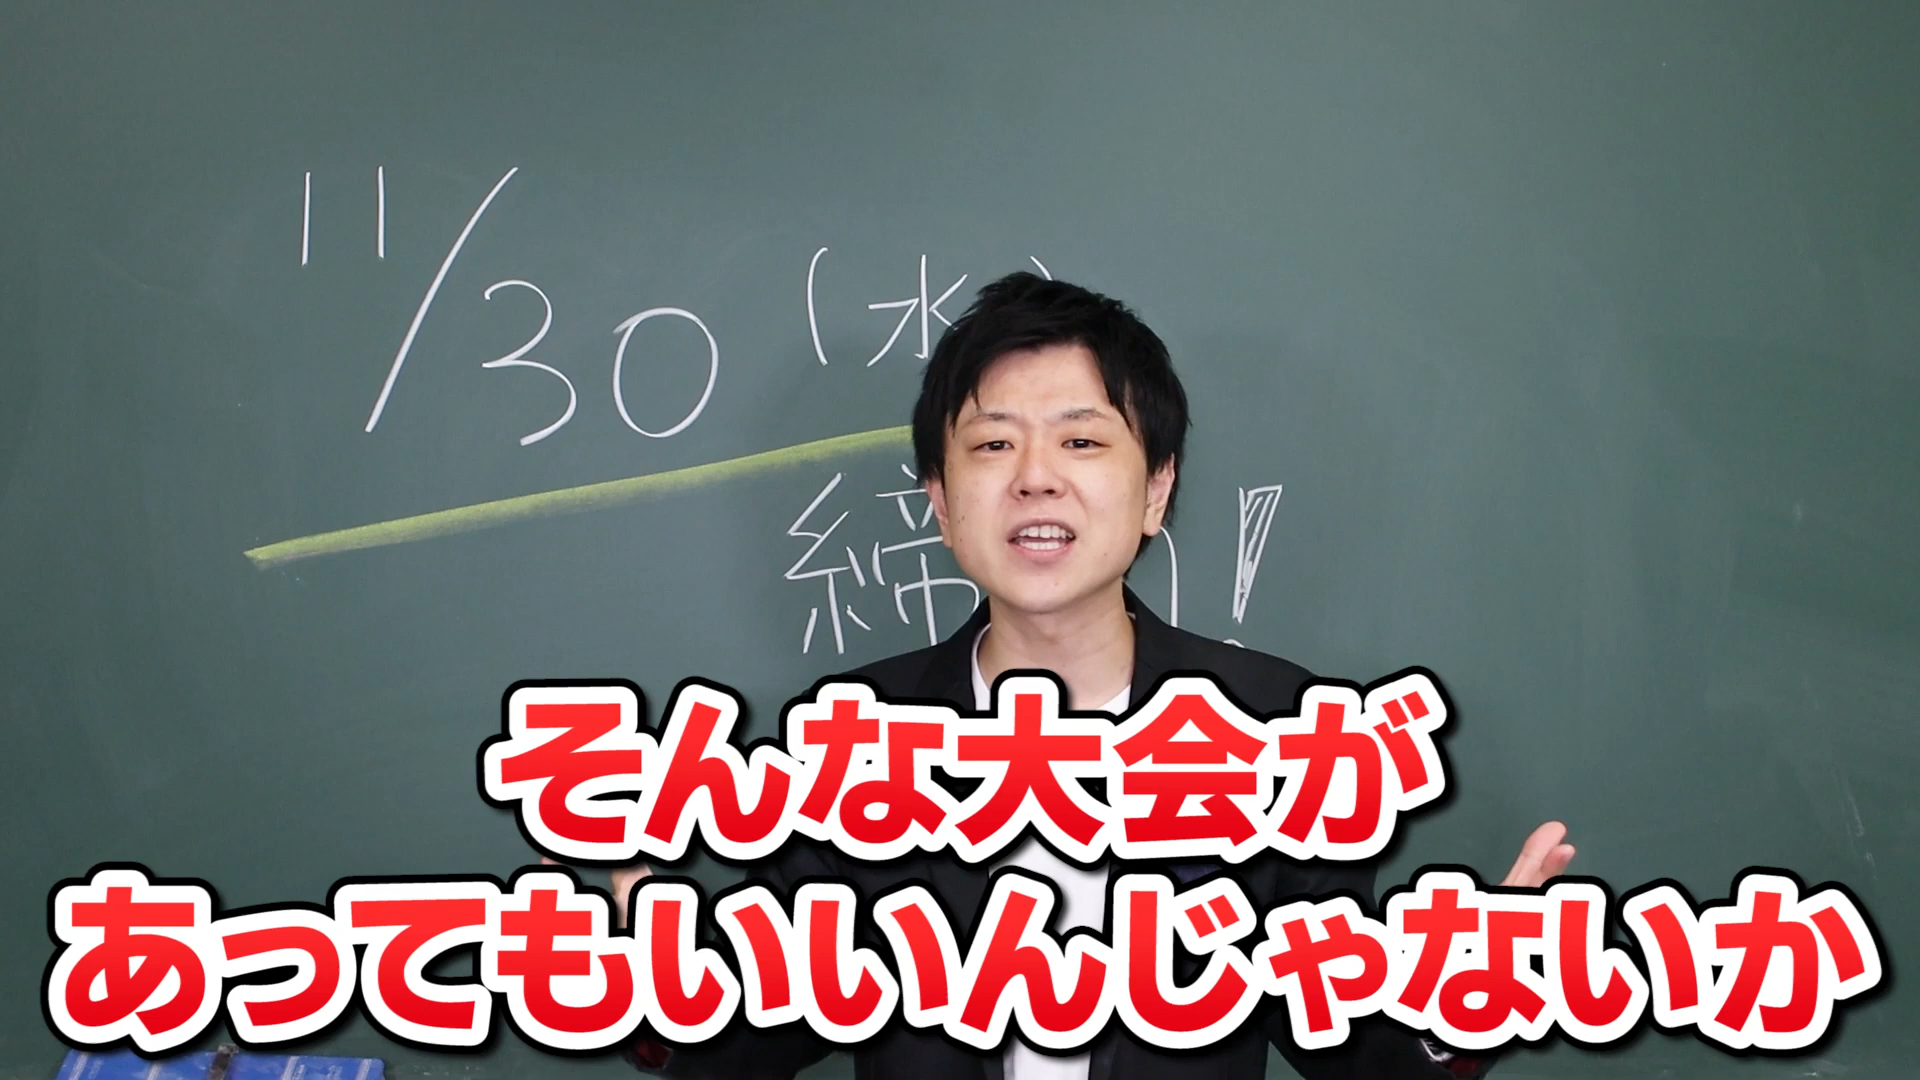 11/30(水)
締り!
そんな大会が
あってもいいんじゃないか